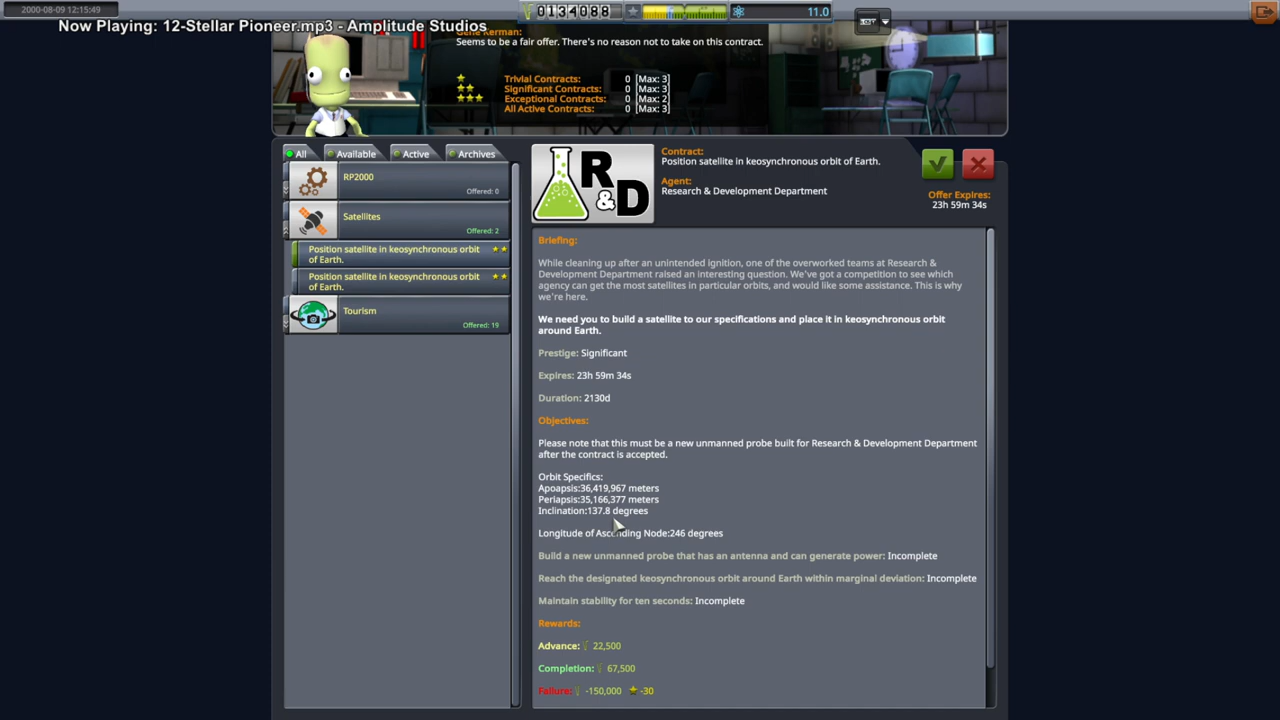 2000-08-09 12:15:49
0134088
11.0
Now Playing: 12-Stellar Pioneer.mp3 - Amplitude Studios
Gene Kerman:
Seems to be a fair offer. There's no reason not to take on this contract.
Trivial Contracts: 0 [Max: 3]
Significant Contracts: 0 [Max: 3]
Exceptional Contracts: 0 [Max: 2]
All Active Contracts: 0 [Max: 3]
All
Available
Active
Archives
RP2000
Offered: 0
Satellites
Offered: 2
Position satellite in keosynchronous orbit
of Earth.
Position satellite in keosynchronous orbit
of Earth.
Tourism
Offered: 19
R
&D
Contract:
Position satellite in keosynchronous orbit of Earth.
Agent:
Research & Development Department
Offer Expires:
23h 59m 34s
Briefing:
While cleaning up after an unintended ignition, one of the overworked teams at Research &
Development Department raised an interesting question. We've got a competition to see which
agency can get the most satellites in particular orbits, and would like some assistance. This is why
we're here.
We need you to build a satellite to our specifications and place it in keosynchronous orbit
around Earth.
Prestige: Significant
Expires: 23h 59m 34s
Duration: 2130d
Objectives:
Please note that this must be a new unmanned probe built for Research & Development Department
after the contract is accepted.
Orbit Specifics:
Apoapsis:36,419,967 meters
Periapsis:35,166,377 meters
Inclination:137.8 degrees
Longitude of Ascending Node:246 degrees
Build a new unmanned probe that has an antenna and can generate power: Incomplete
Reach the designated keosynchronous orbit around Earth within marginal deviation: Incomplete
Maintain stability for ten seconds: Incomplete
Rewards:
Advance: 22,500
Completion: 67,500
Failure: -150,000 -30